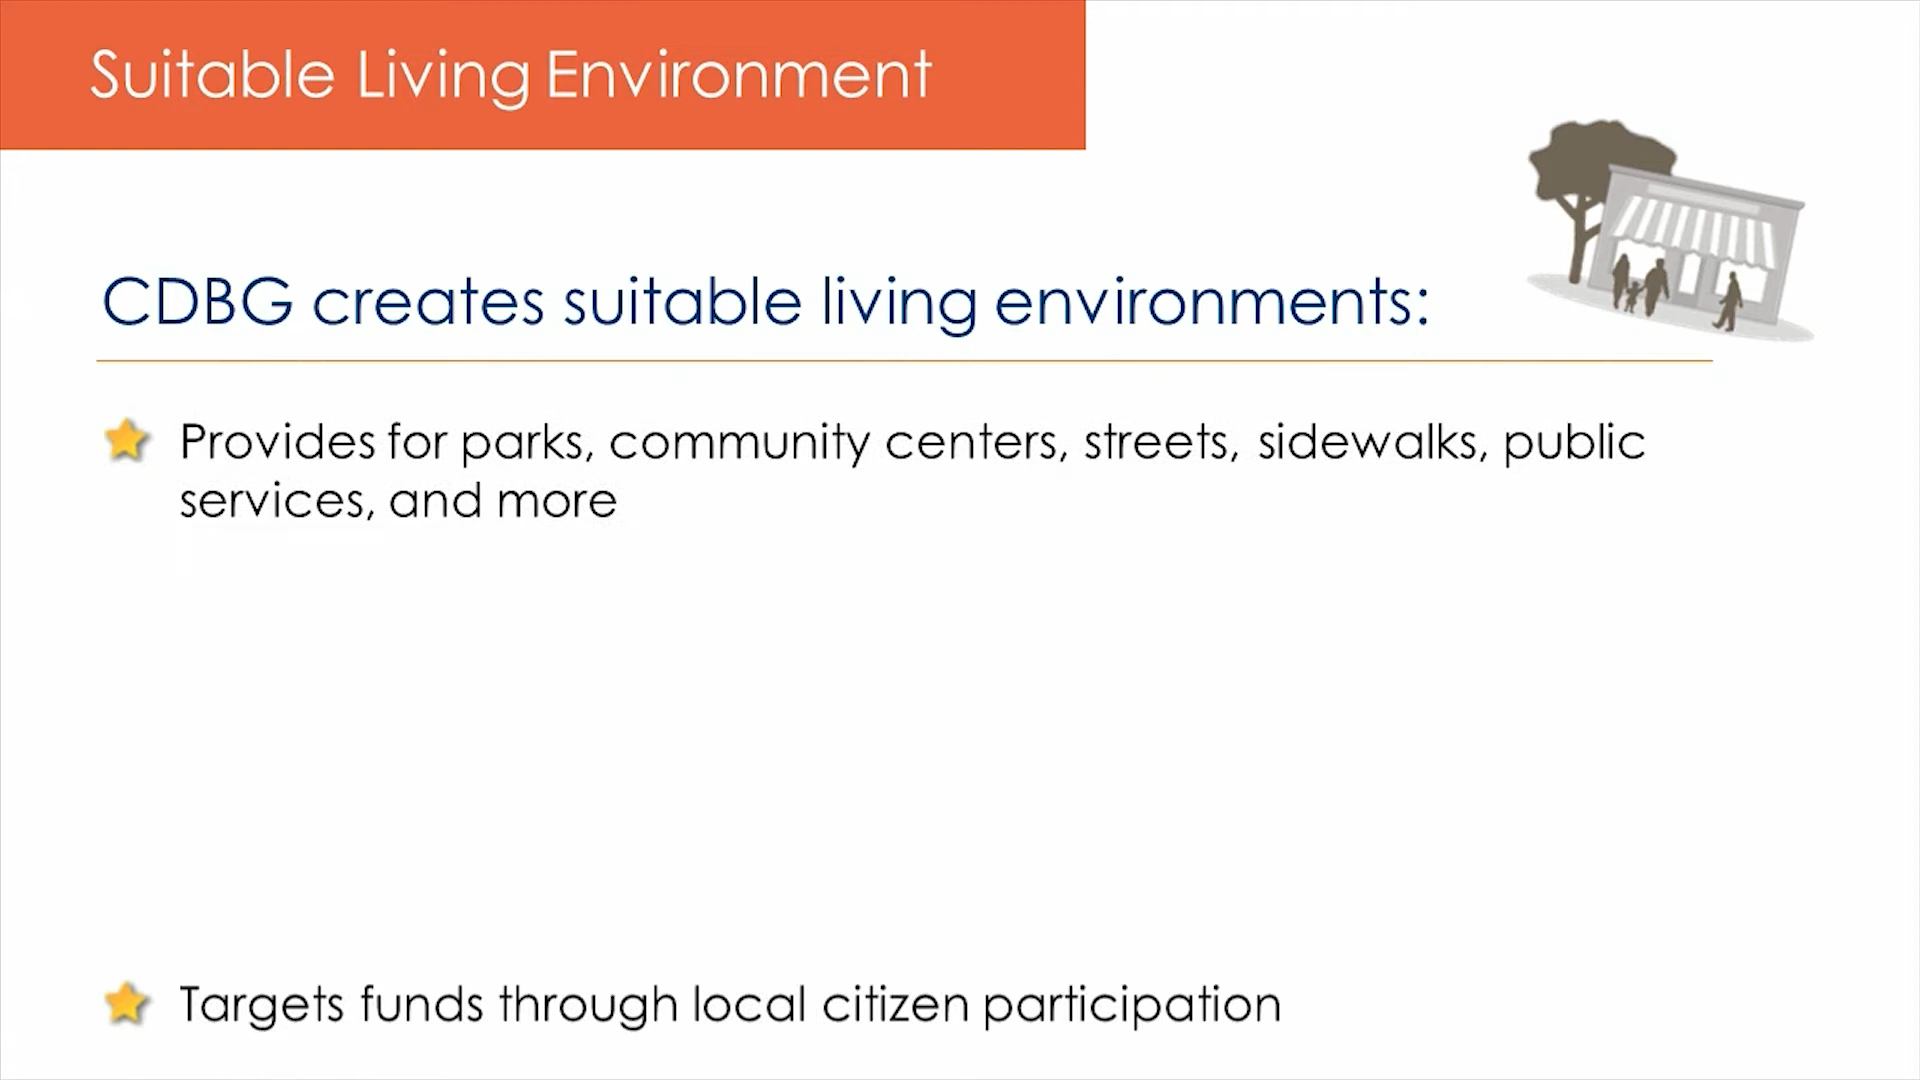 Suitable Living Environment
CDBG creates suitable living environments:
Provides for parks, community centers, streets, sidewalks, public
services, and more
Targets funds through local citizen participation